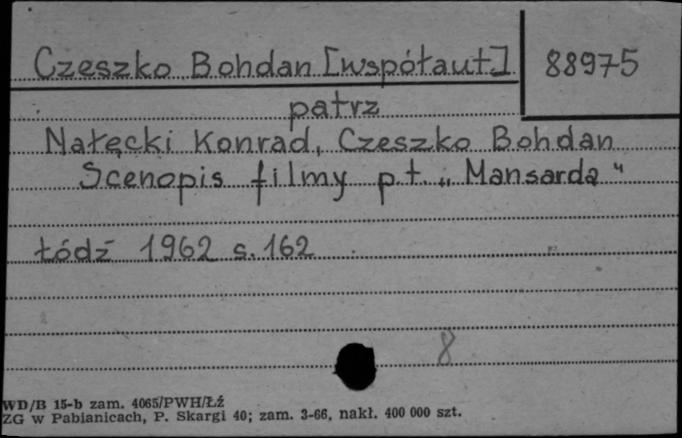 Czeszko Bohdan [współaut] 88975
patrz
Nałęcki Konrad, Czeszko Bohdan
Scenopis filmy p.t. „Mansarda"
Łódź 1962 s. 162
8
WD/B 15-b zam. 4065/PWH/Łź
ZG w Pabianicach, P. Skargi 40; zam. 3-66, nakł. 400 000 szt.